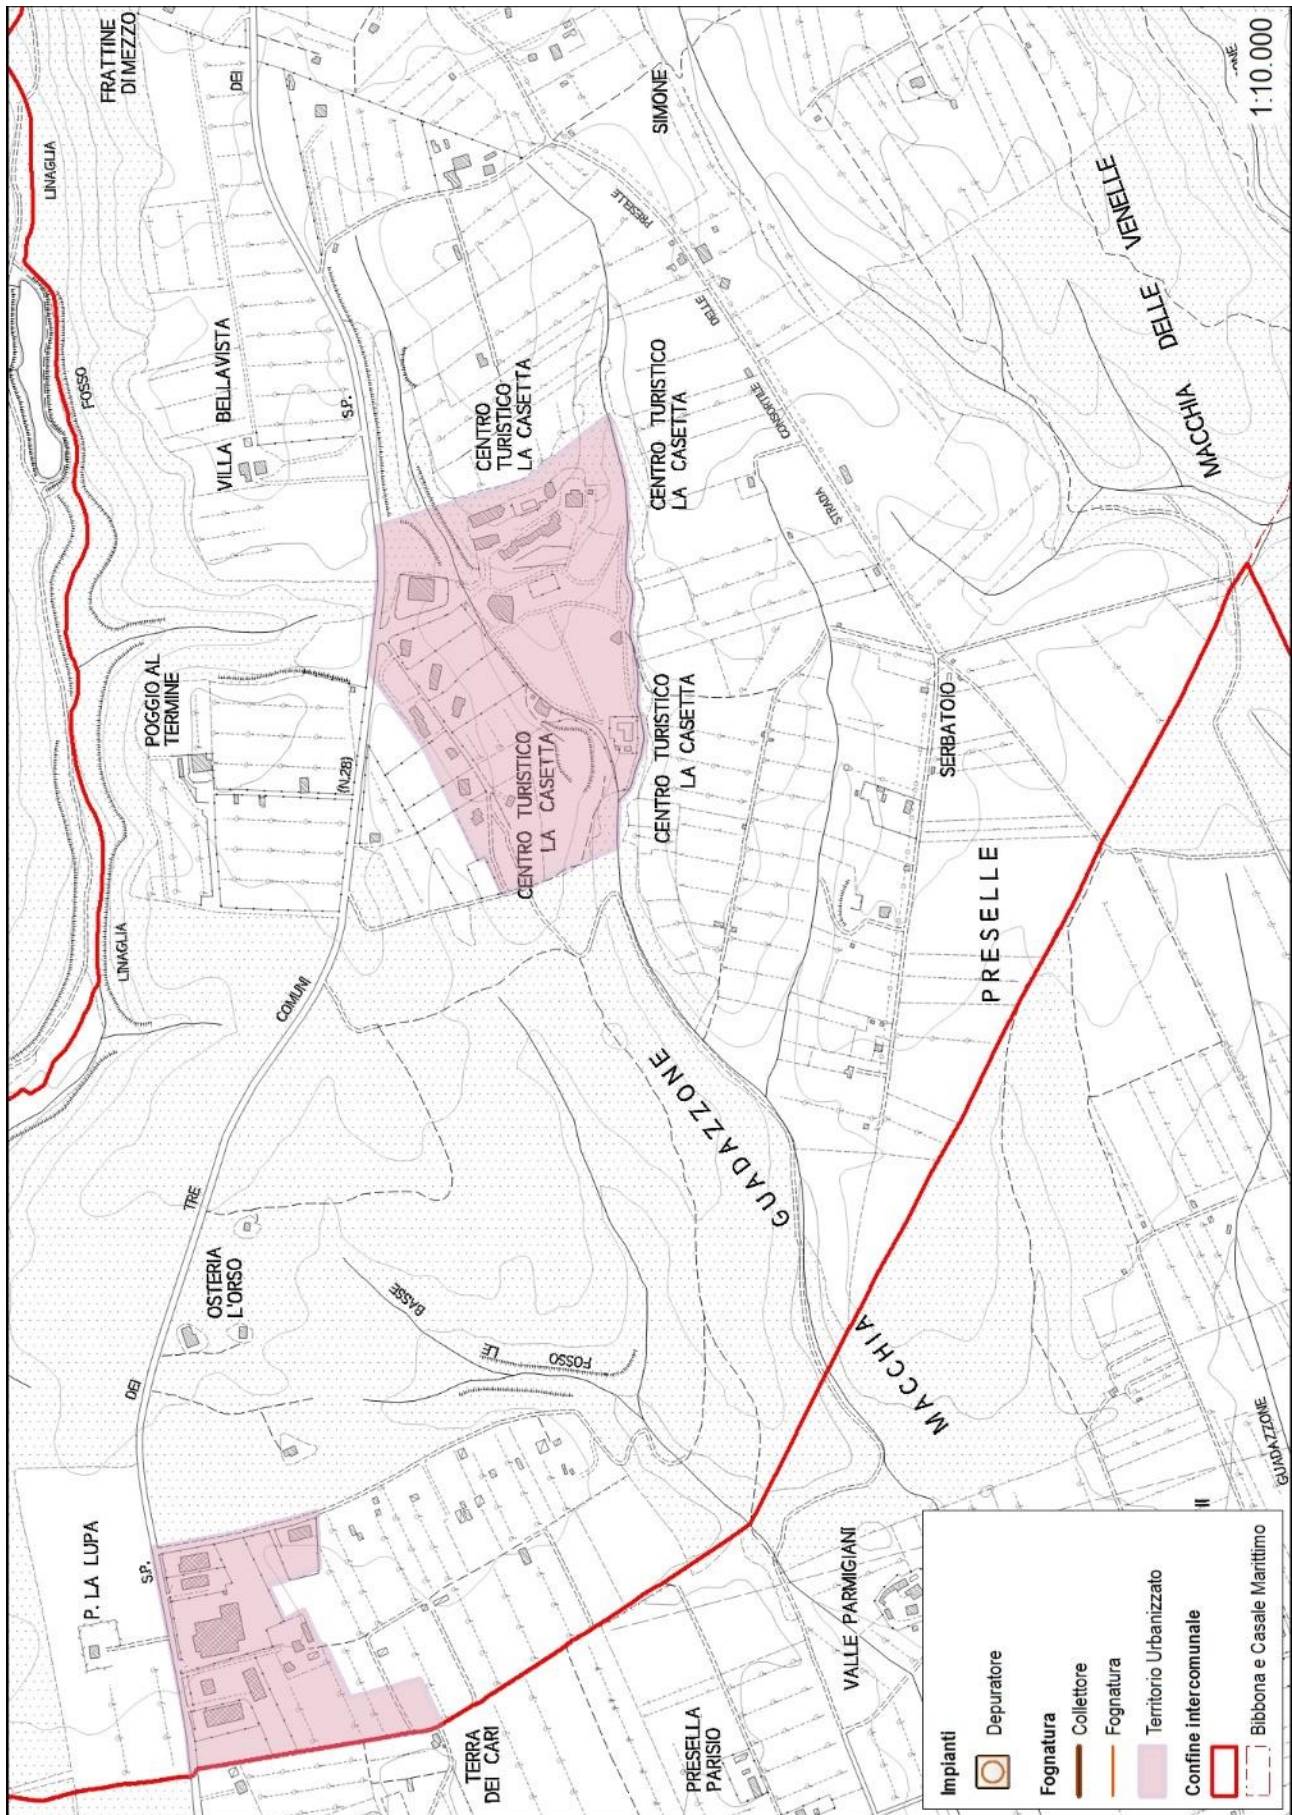 FRATTINE
DI MEZZO
LINAGLIA
DEI
SIMONE
1:10.000
FOSSO
VILLA BELLAVISTA
S.P.
PRESELLE
DELLE
CONSORTILE
STRADA
MACCHIA DELLE VENELLE
CENTRO
TURISTICO
LA CASETTA
CENTRO TURISTICO
LA CASETTA
POGGIO AL
TERMINE
(N.28)
CENTRO TURISTICO
LA CASETTA
CENTRO TURISTICO
LA CASETTA
SERBATOIO
LINAGLIA
COMUNI
PRESELLE
TRE
OSTERIA
L'ORSO
BASSE
LE
FOSSO
MACCHIA GUADAZZONE
DEI
P. LA LUPA
S.P.
TERRA
DEI CARI
PRESELLA
PARISIO
VALLE PARMIGIANI
GUADAZZONE
Impianti
Depuratore
Fognatura
Collettore
Fognatura
Territorio Urbanizzato
Confine intercomunale
Bibbona e Casale Marittimo